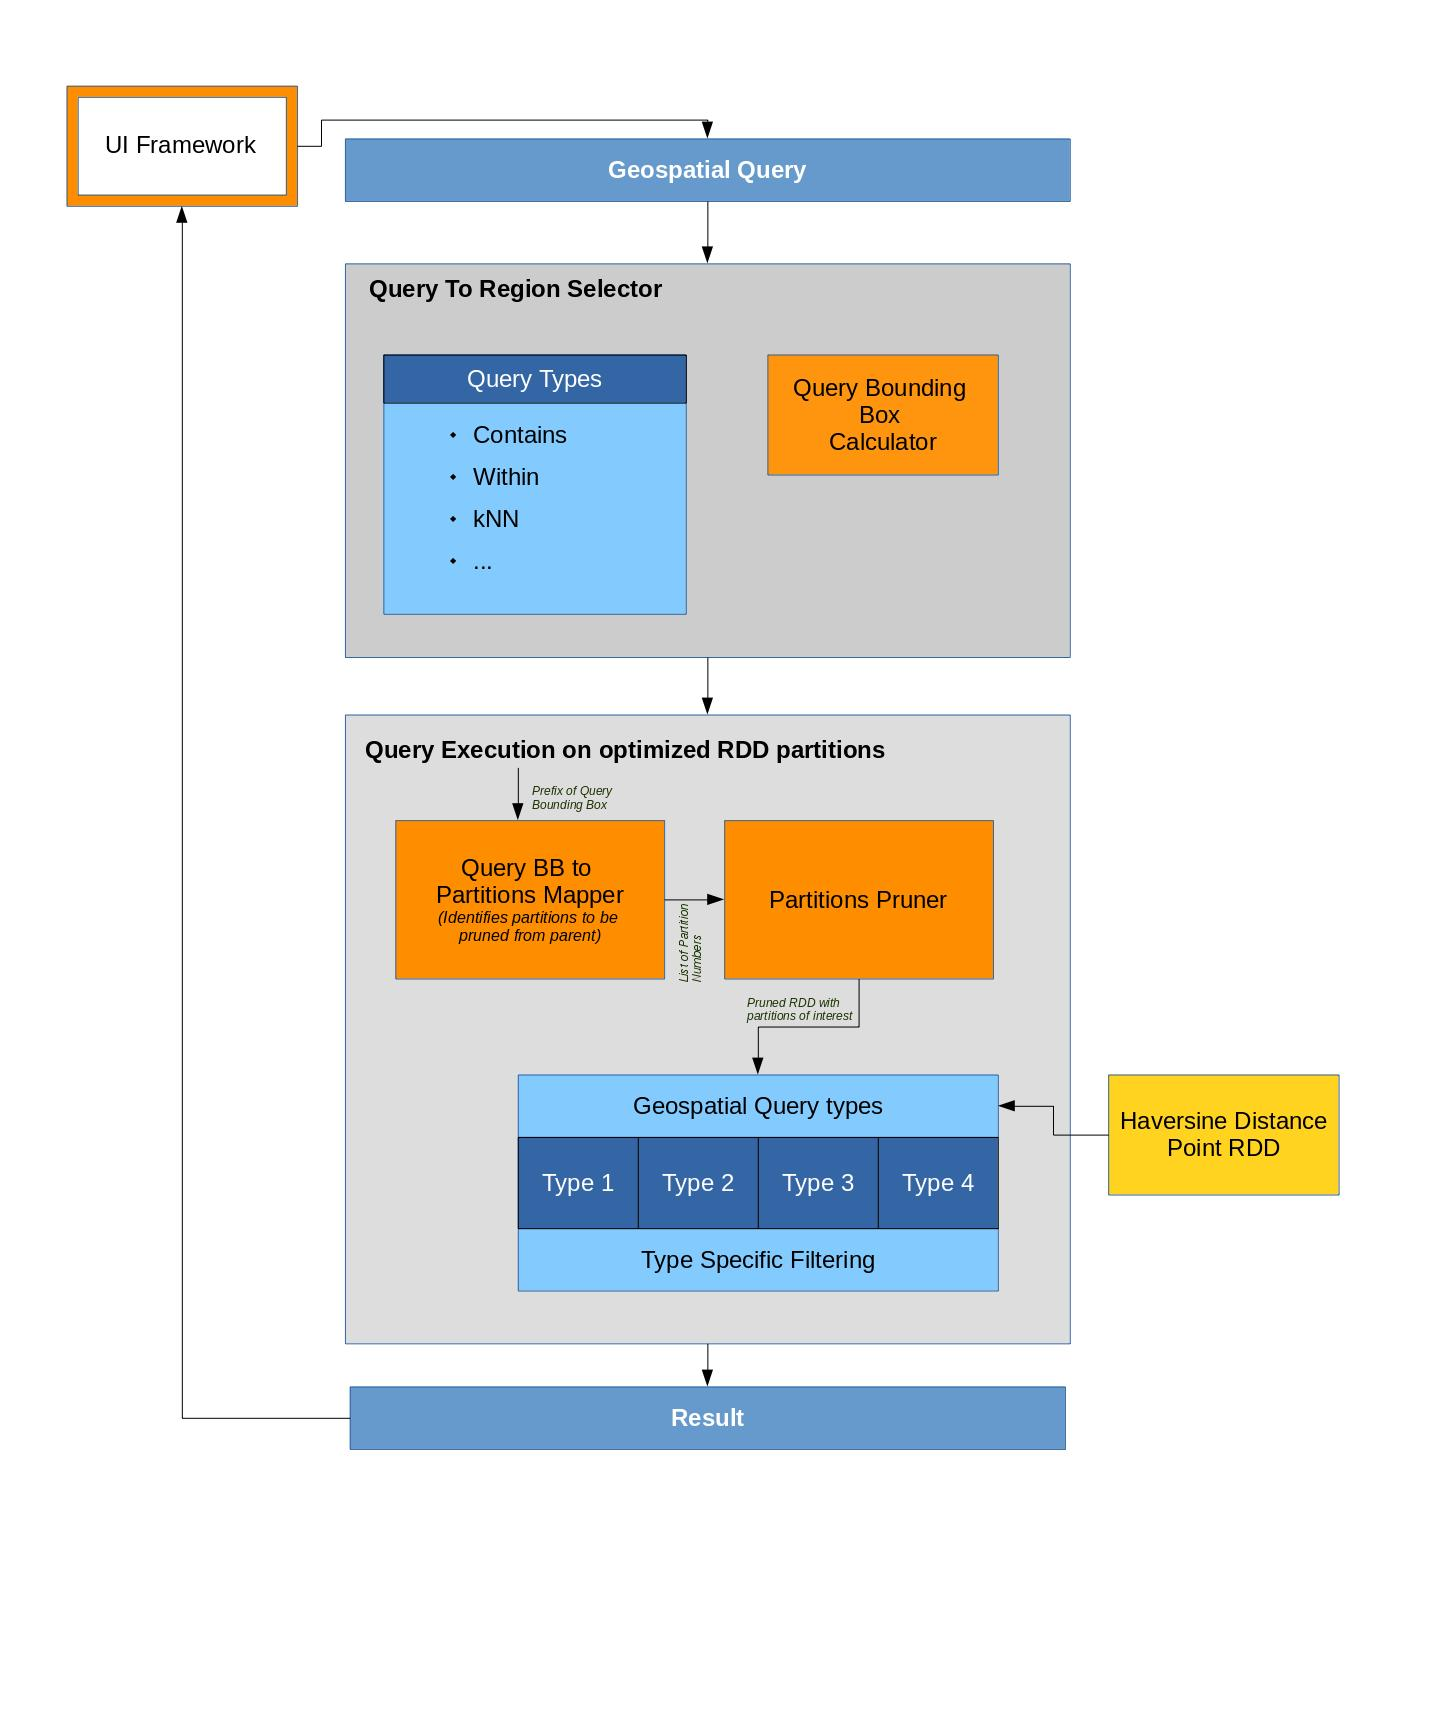 UI Framework
Geospatial Query
Query To Region Selector
Query Types
Contains
Within
kNN
...
Query Bounding
Box
Calculator
Query Execution on optimized RDD partitions
Prefix of Query
Bounding Box
Query BB to
Partitions Mapper
(Identifies partitions to be
pruned from parent)
List of Partition
Numbers
Partitions Pruner
Pruned RDD with
partitions of interest
Geospatial Query types
Type 1
Type 2
Type 3
Type 4
Type Specific Filtering
Haversine Distance
Point RDD
Result